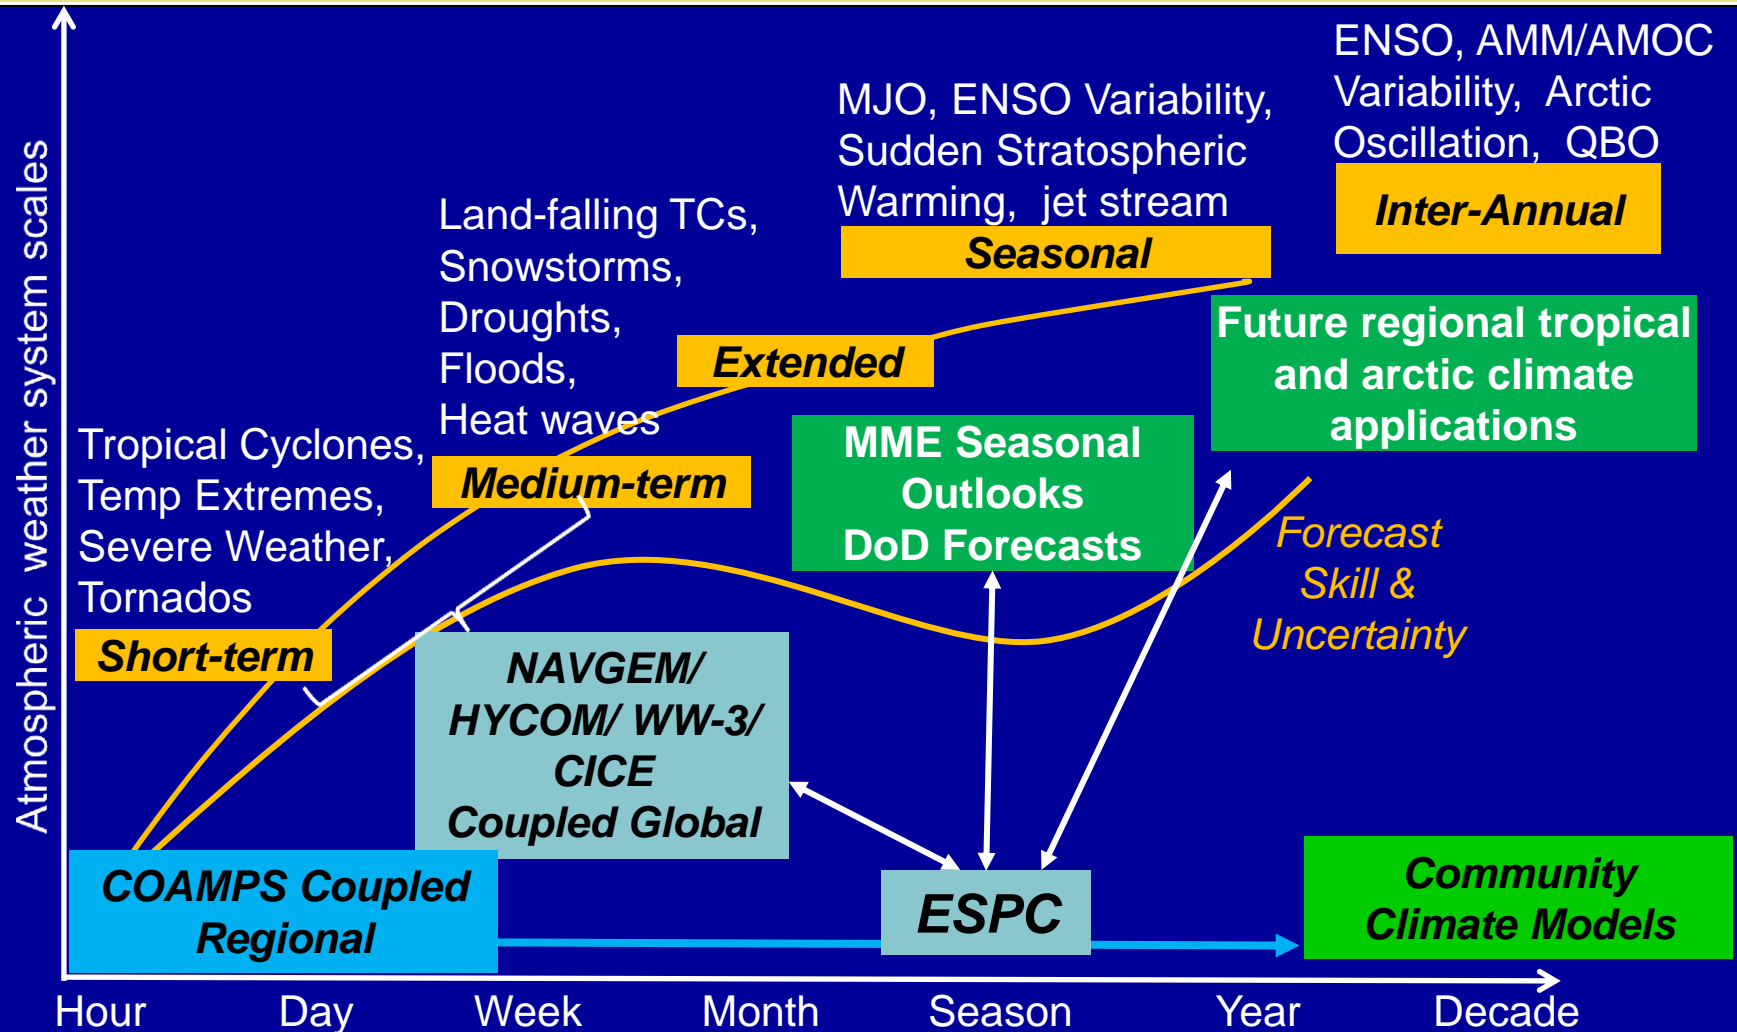 Atmospheric weather system scales
Tropical Cyclones,
Temp Extremes,
Severe Weather,
Tornados
Short-term
Land-falling TCs,
Snowstorms,
Droughts,
Floods,
Heat waves
Medium-term
Extended
MJO, ENSO Variability,
Sudden Stratospheric
Warming, jet stream
Seasonal
ENSO, AMM/AMOC
Variability, Arctic
Oscillation, QBO
Inter-Annual
Future regional tropical
and arctic climate
applications
MME Seasonal
Outlooks
DoD Forecasts
Forecast
Skill &
Uncertainty
NAVGEM/
HYCOM/ WW-3/
CICE
Coupled Global
COAMPS Coupled
Regional
ESPC
Community
Climate Models
Hour Day Week Month Season Year Decade